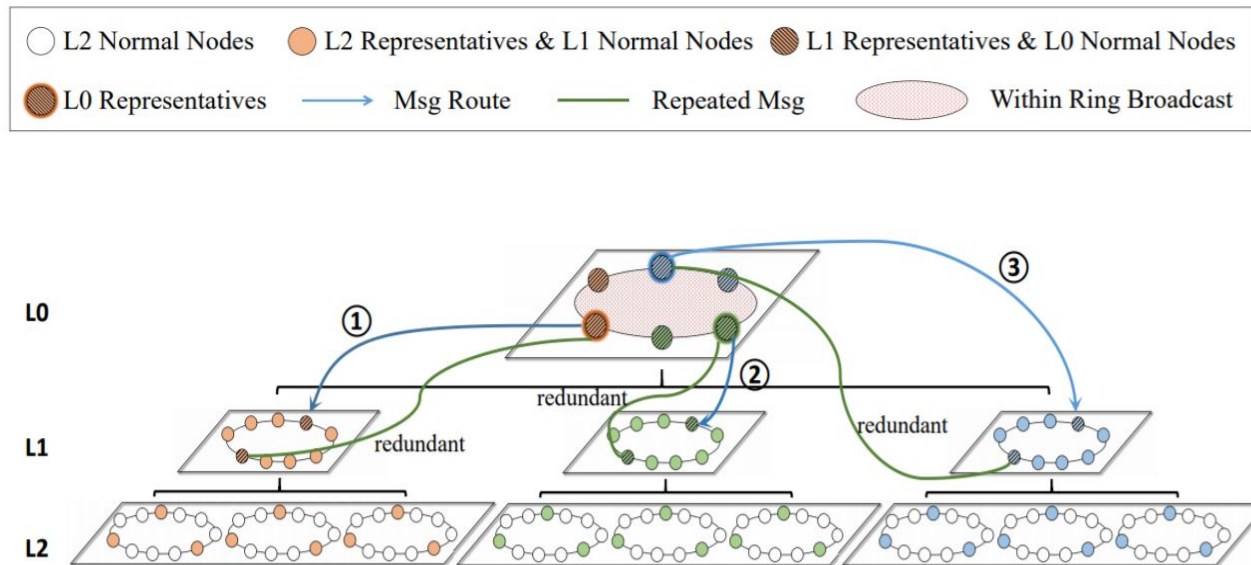 L2 Normal Nodes L2 Representatives & L1 Normal Nodes L1 Representatives & L0 Normal Nodes
L0 Representatives Msg Route Repeated Msg Within Ring Broadcast
③
L0
①
②
redundant
redundant
redundant
L1
L2